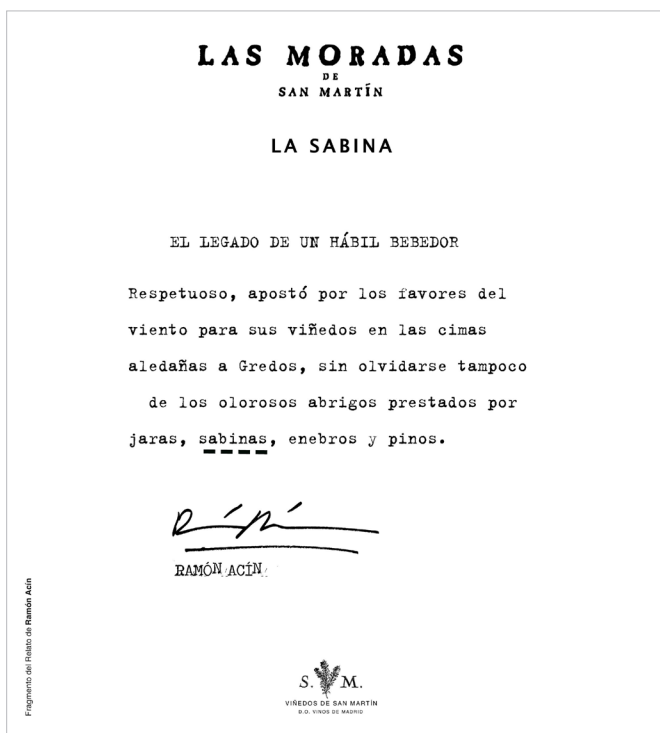 LAS MORADAS
DE
SAN MARTÍN
LA SABINA
EL LEGADO DE UN HÁBIL BEBEDOR
Respetuoso, apostó por los favores del
viento para sus viñedos en las cimas
aledañas a Gredos, sin olvidarse tampoco
de los olorosos abrigos prestados por
jaras, sabinas, enebros y pinos.
RAMÓN ACÍN
Fragmento del Relato de Ramón Acín
S. M.
VIÑEDOS DE SAN MARTÍN
D.O. VINOS DE MADRID